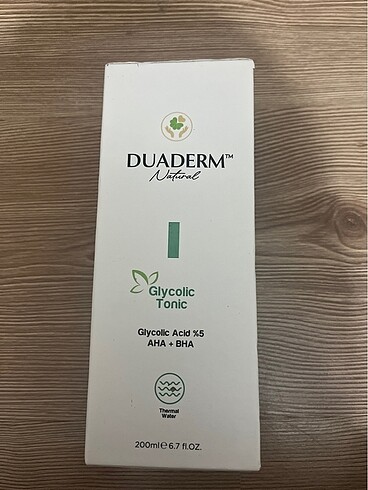 DUADERM™
Natural
Glycolic
Tonic
Glycolic Acid %5
AHA + BHA
Thermal
Water
200ml ℮ 6.7 fl.OZ.